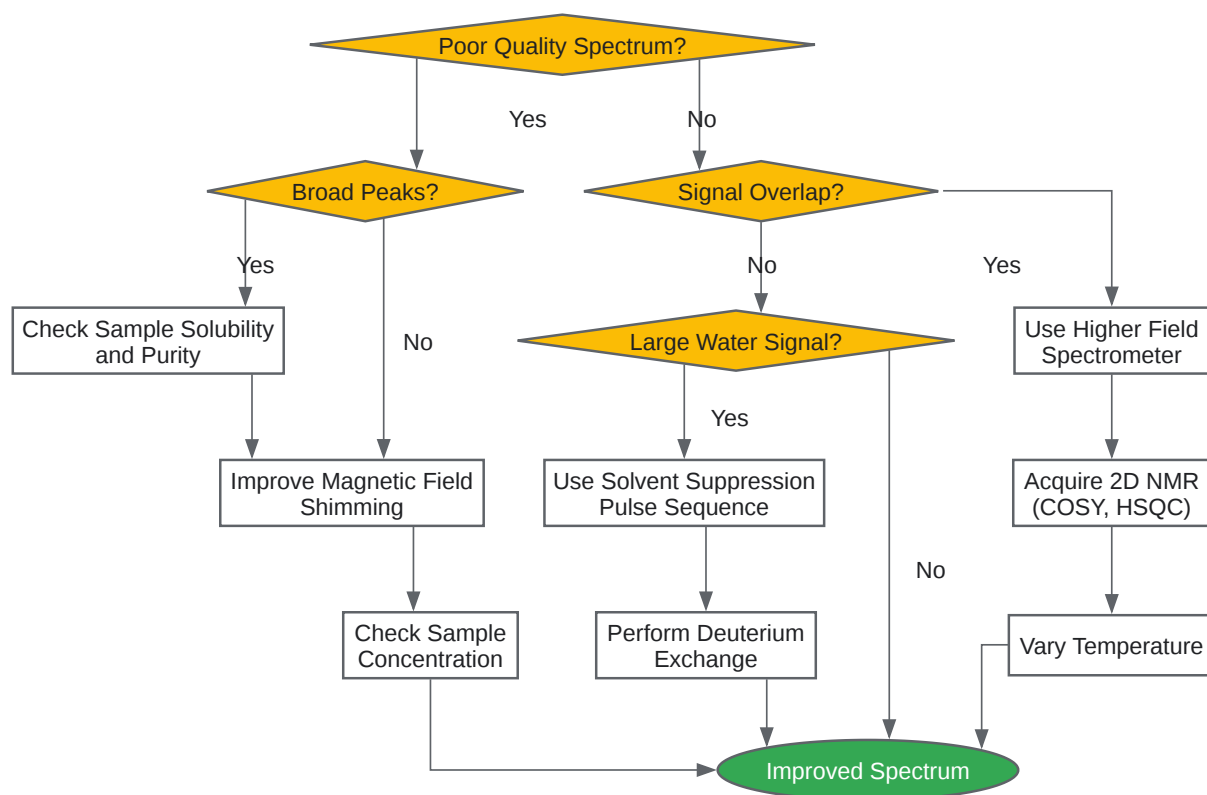 Poor Quality Spectrum?
Yes
No
Broad Peaks?
Signal Overlap?
Yes
No
Yes
Check Sample Solubility
and Purity
No
Large Water Signal?
Use Higher Field
Spectrometer
Yes
Improve Magnetic Field
Shimming
Use Solvent Suppression
Pulse Sequence
Acquire 2D NMR
(COSY, HSQC)
No
Check Sample
Concentration
Perform Deuterium
Exchange
Vary Temperature
Improved Spectrum